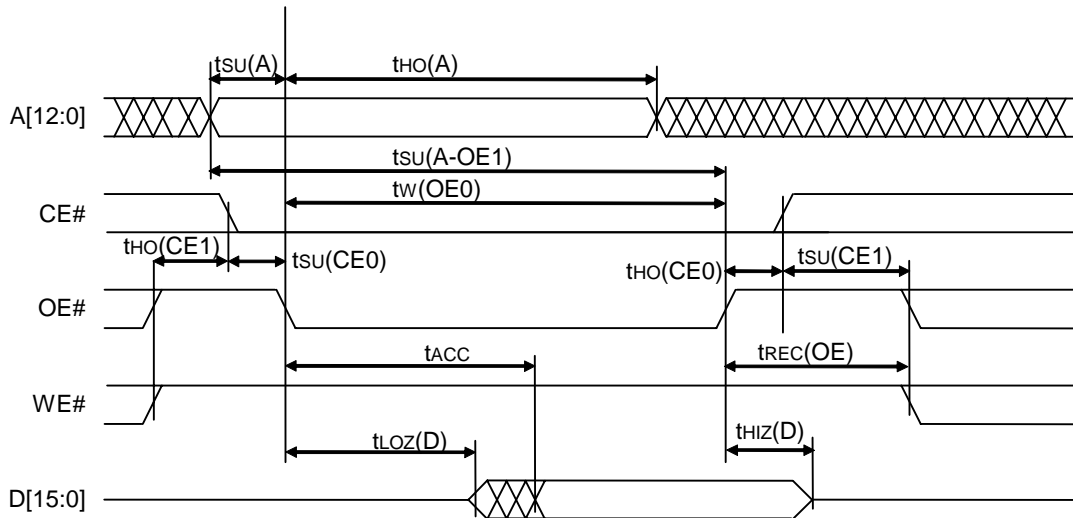 tSU(A) tHO(A)
A[12:0]
tSU(A-OE1)
tW(OE0)
CE#
tHO(CE1) tSU(CE0) tHO(CE0) tSU(CE1)
OE#
tACC tREC(OE)
WE#
tLOZ(D) tHIZ(D)
D[15:0]